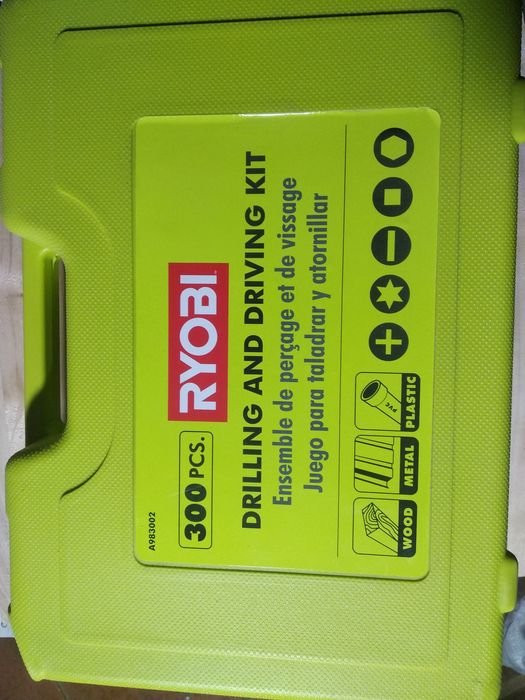 A983002
300 PCS.
RYOBI
DRILLING AND DRIVING KIT
Ensemble de perçage et de vissage
Juego para taladrar y atornillar
WOOD
METAL
PLASTIC
PVC